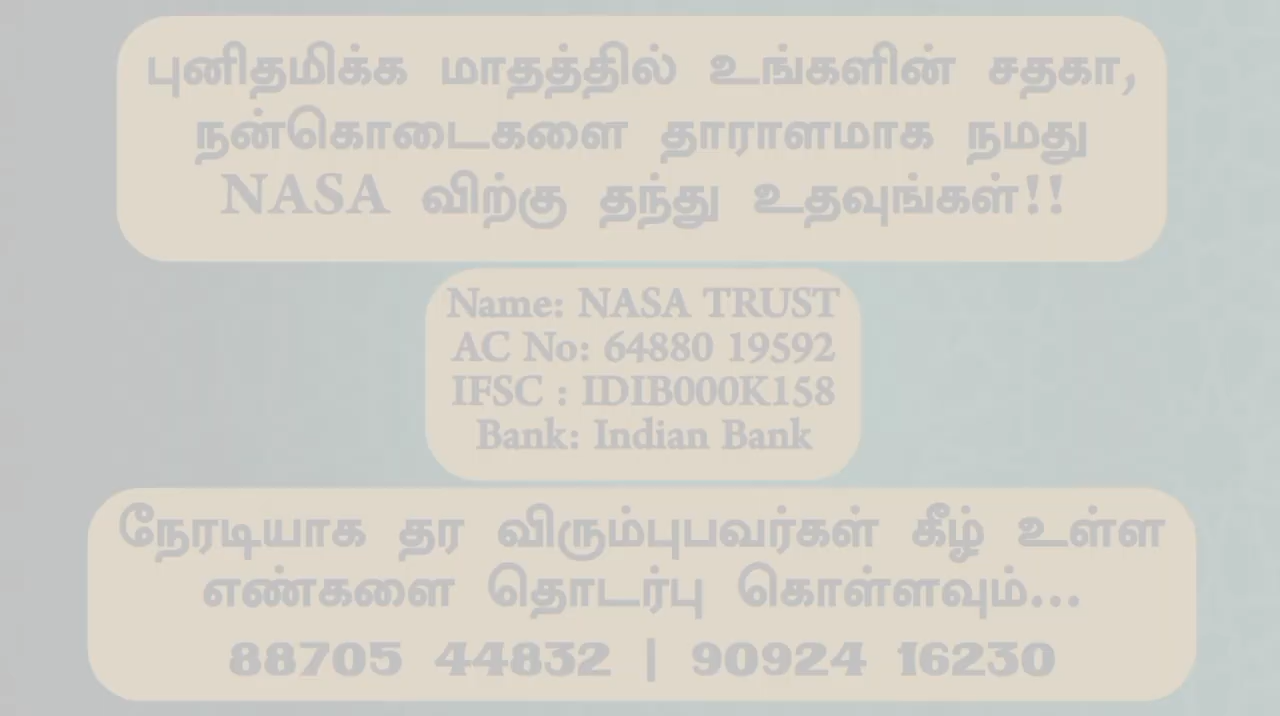 புனிதமிக்க மாதத்தில் உங்களின் சதகா,
நன்கொடைகளை தாராளமாக நமது
NASA விற்கு தந்து உதவுங்கள்!!
Name: NASA TRUST
AC No: 64880 19592
IFSC : IDIB000K158
Bank: Indian Bank
நேரடியாக தர விரும்புபவர்கள் கீழ் உள்ள
எண்களை தொடர்பு கொள்ளவும்...
88705 44832 | 90924 16230